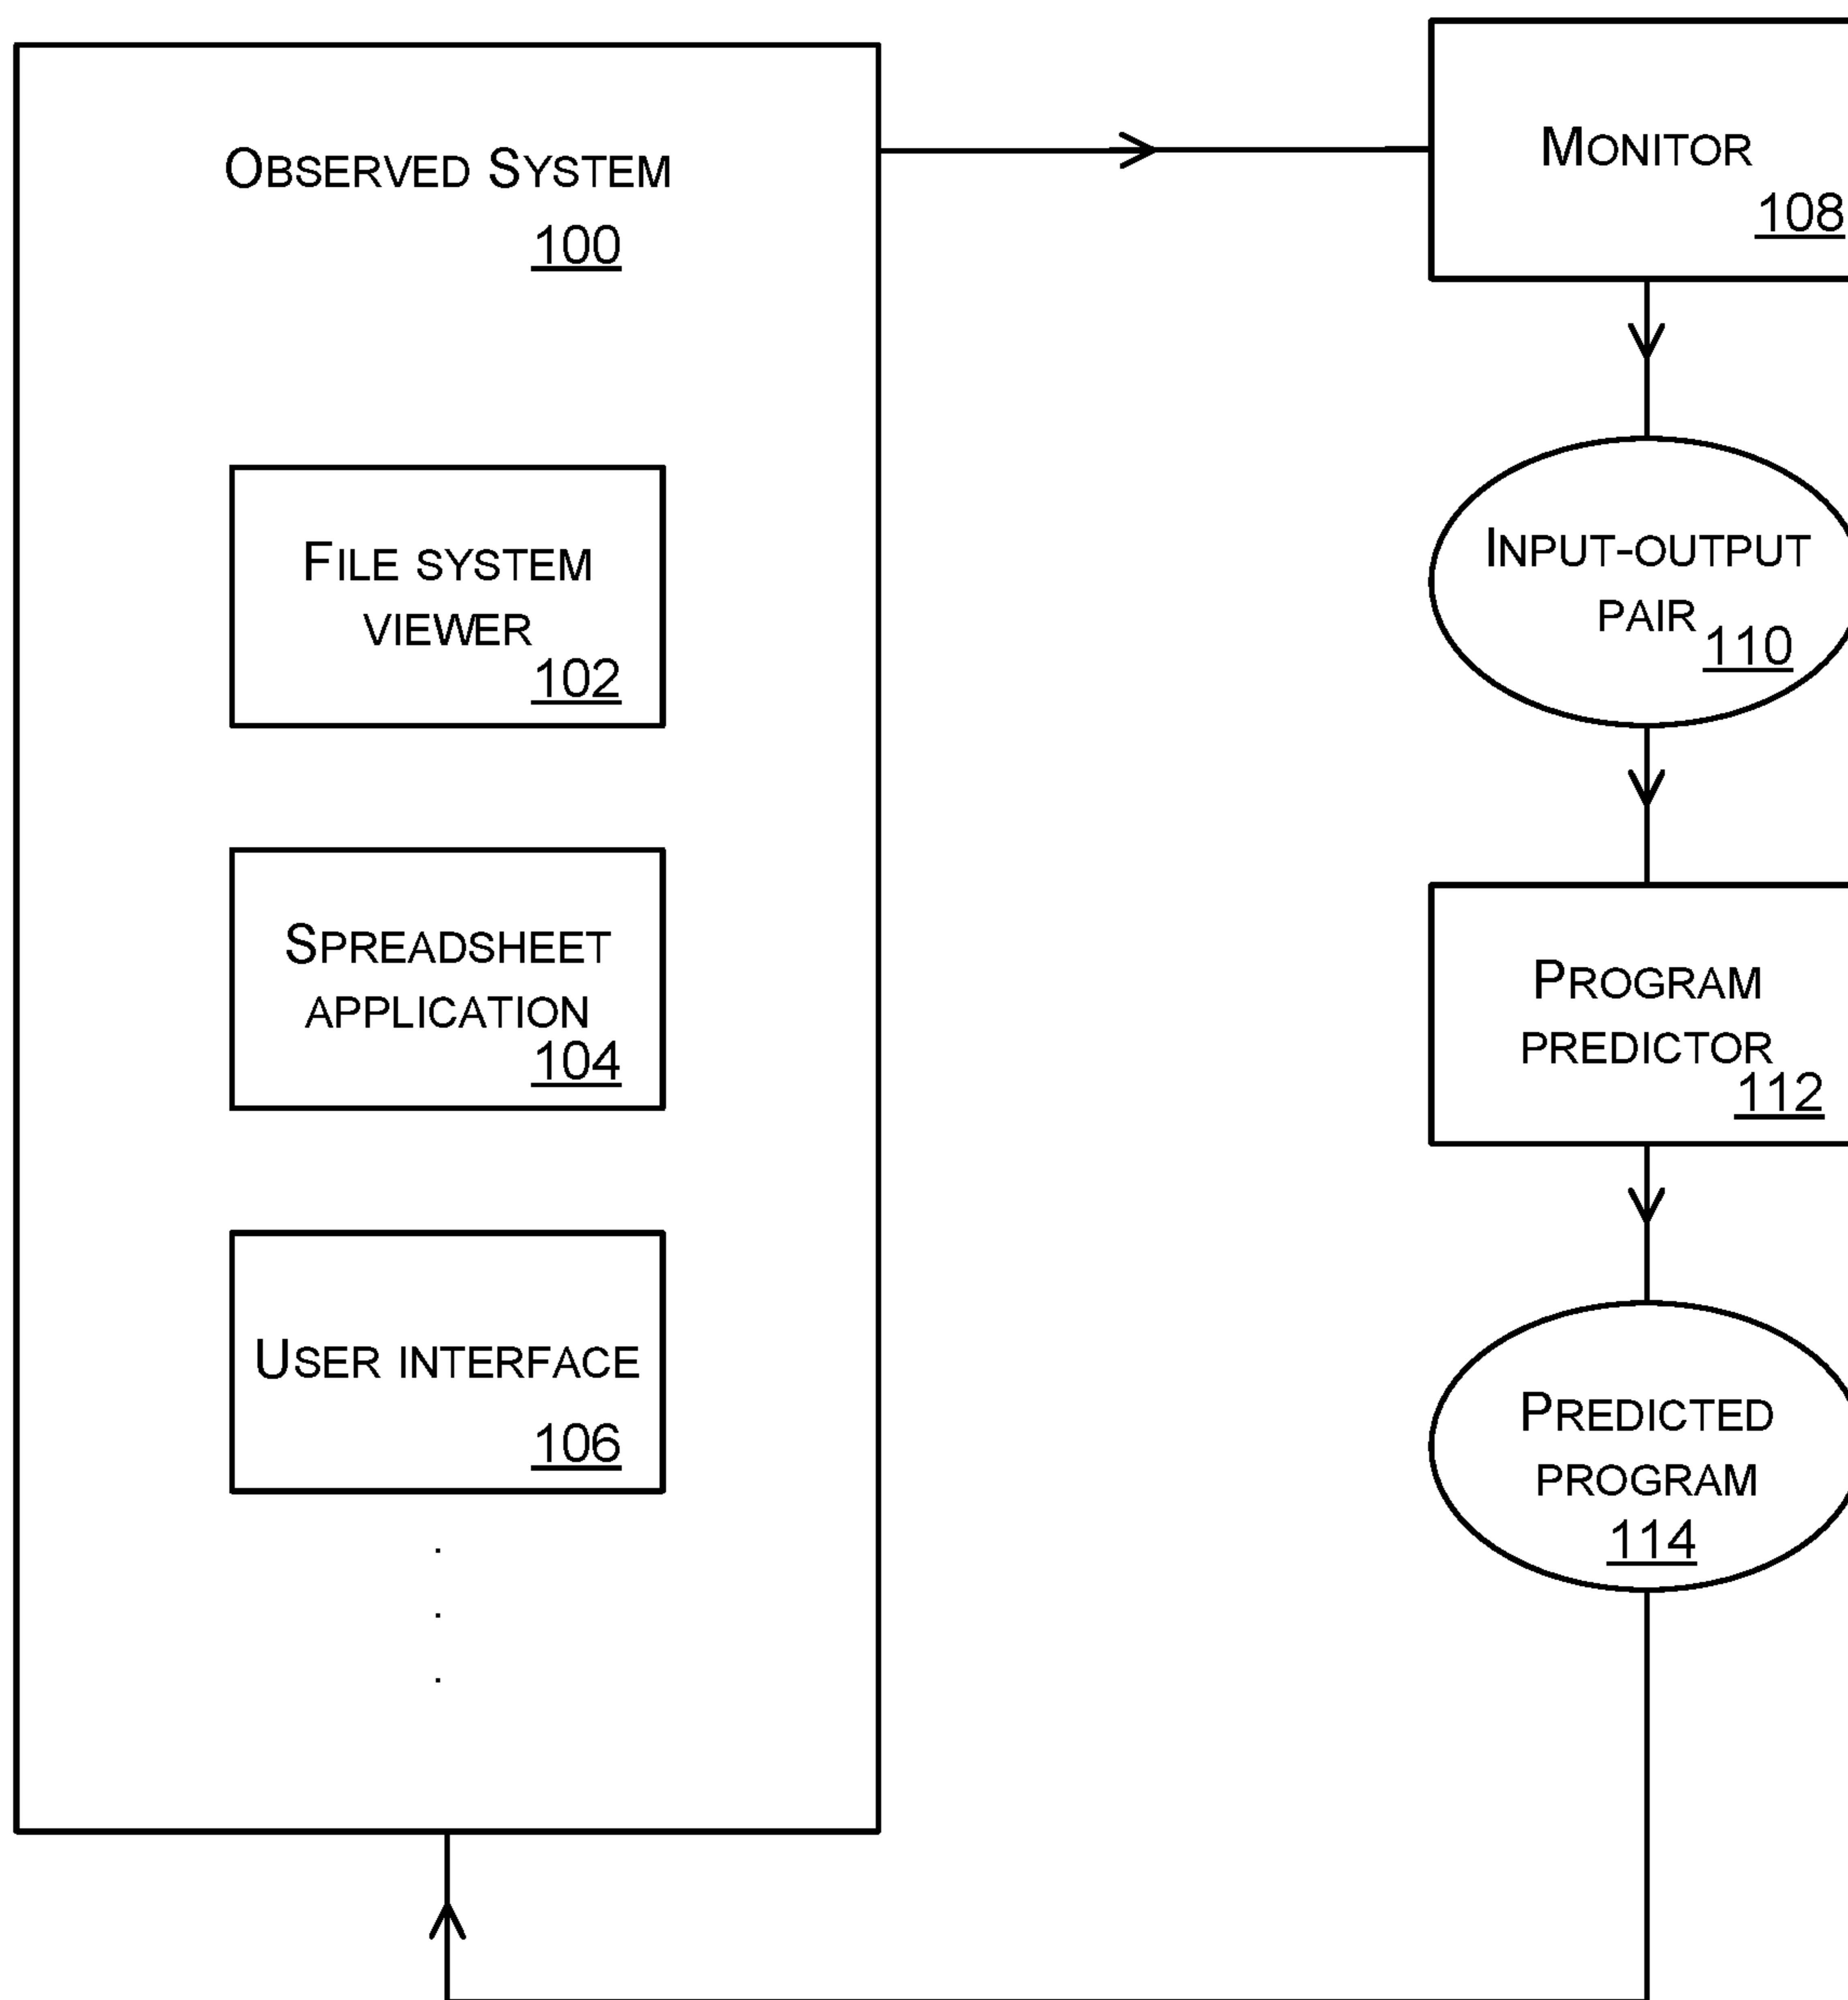 Observed System
100
File system
viewer
102
Spreadsheet
application
104
User interface
106
.
.
.
Monitor
108
Input-output
pair
110
Program
predictor
112
Predicted
program
114